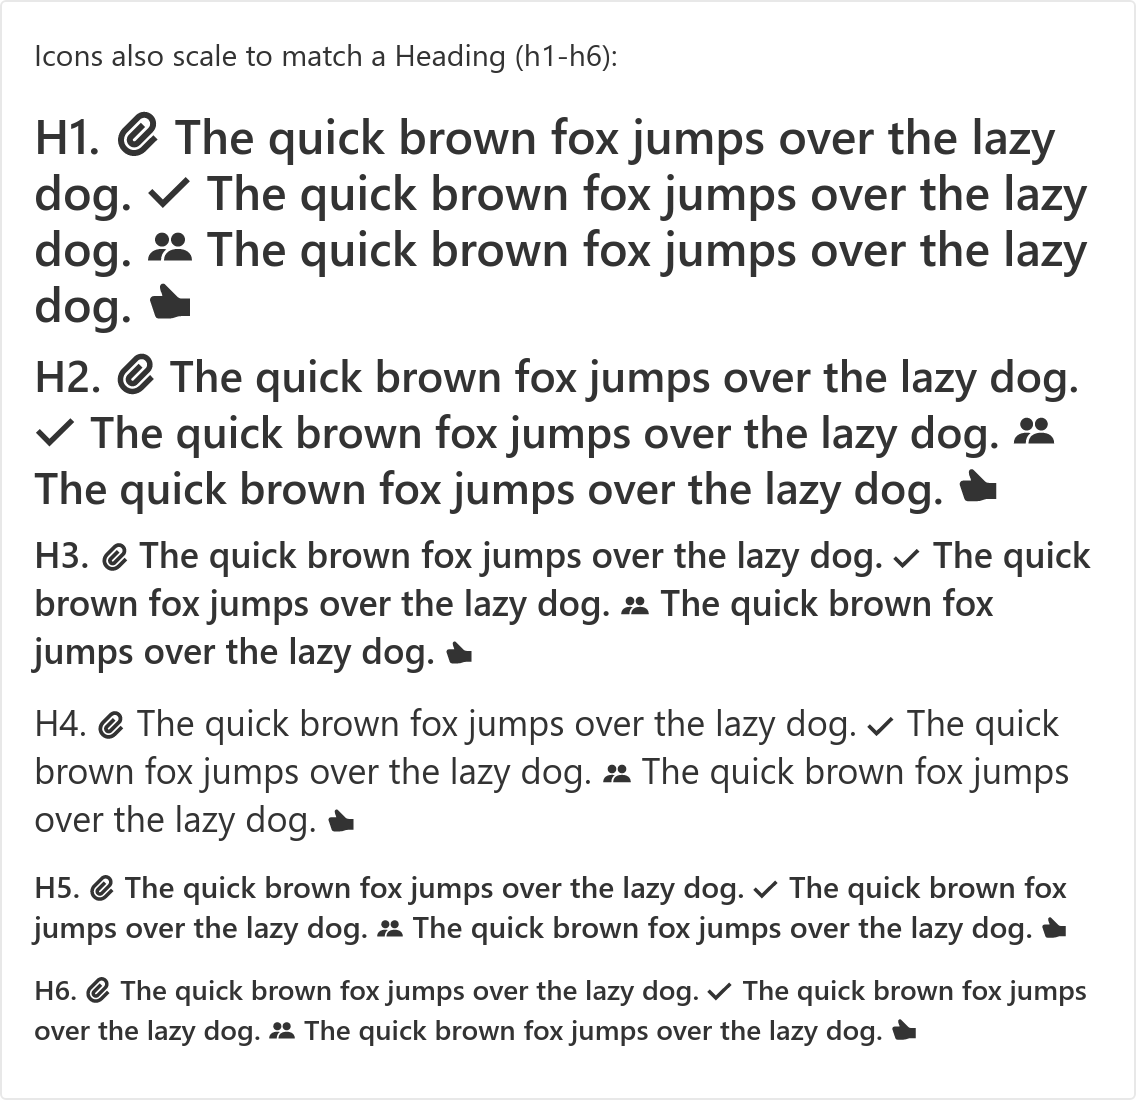 Icons also scale to match a Heading (h1-h6):
H1. The quick brown fox jumps over the lazy
dog. The quick brown fox jumps over the lazy
dog. The quick brown fox jumps over the lazy
dog.
H2. The quick brown fox jumps over the lazy dog.
The quick brown fox jumps over the lazy dog.
The quick brown fox jumps over the lazy dog.
H3. The quick brown fox jumps over the lazy dog. The quick
brown fox jumps over the lazy dog. The quick brown fox
jumps over the lazy dog.
H4. The quick brown fox jumps over the lazy dog. The quick
brown fox jumps over the lazy dog. The quick brown fox jumps
over the lazy dog.
H5. The quick brown fox jumps over the lazy dog. The quick brown fox
jumps over the lazy dog. The quick brown fox jumps over the lazy dog.
H6. The quick brown fox jumps over the lazy dog. The quick brown fox jumps
over the lazy dog. The quick brown fox jumps over the lazy dog.